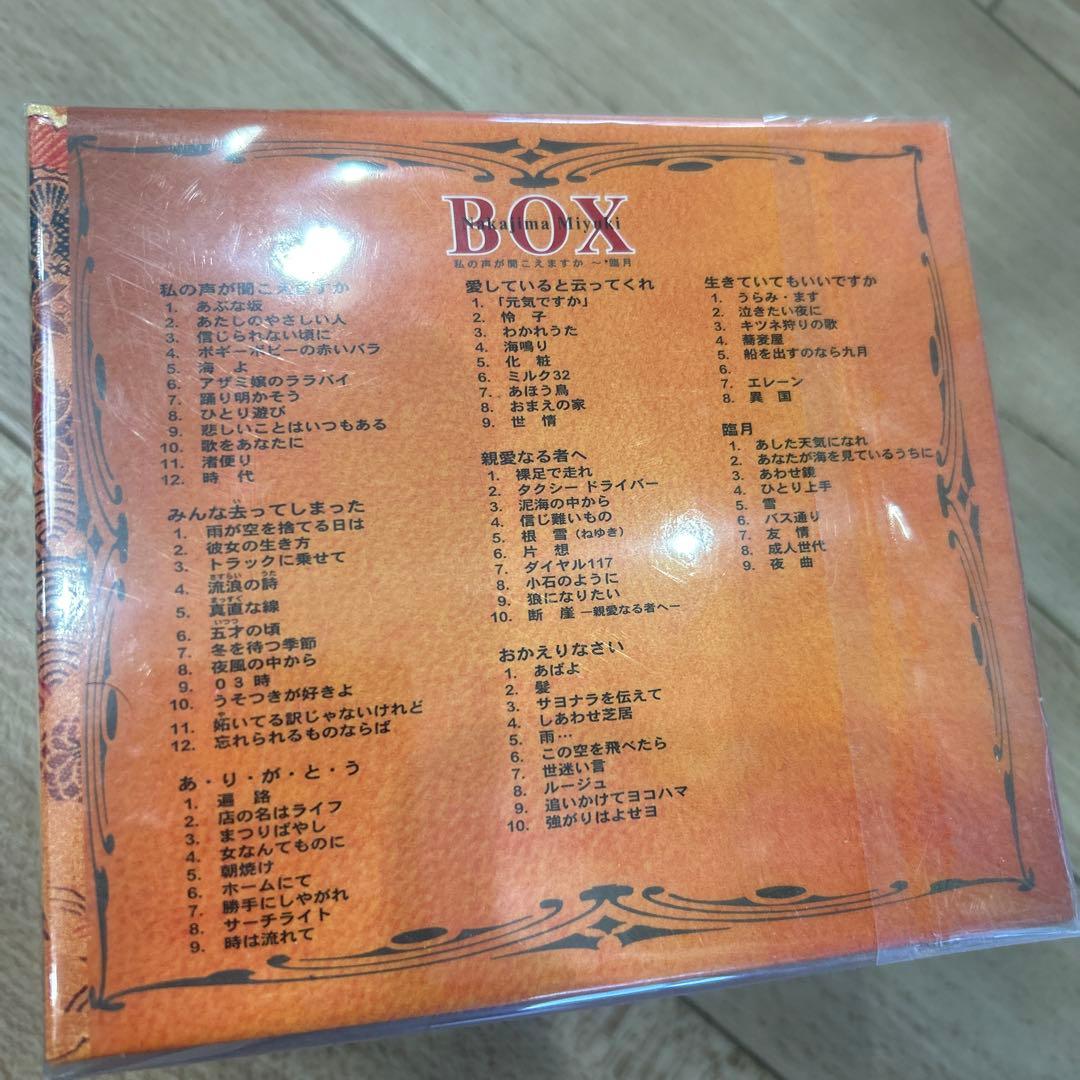 BOX
Nakajima Miyuki
私の声が聞こえますか ～ 臨月
私の声が聞こえますか
1. あぶな坂
2. あたしのやさしい人
3. 信じられない頃に
4. ボギーボビーの赤いバラ
5. 海 よ
6. アザミ嬢のララバイ
7. 踊り明かそう
8. ひとり遊び
9. 悲しいことはいつもある
10. 歌をあなたに
11. 渚便り
12. 時 代
みんな去ってしまった
1. 雨が空を捨てる日は
2. 彼女の生き方
3. トラックに乗せて
さすらい うた
4. 流浪の詩
まっすぐ
5. 真直な線
いつつ
6. 五才の頃
7. 冬を待つ季節
8. 夜風の中から
9. 03時
10. うそつきが好きよ
や
11. 妬いてる訳じゃないけれど
12. 忘れられるものならば
あ・り・が・と・う
1. 遍 路
2. 店の名はライフ
3. まつりばやし
4. 女なんてものに
5. 朝焼け
6. ホームにて
7. 勝手にしやがれ
8. サーチライト
9. 時は流れて
愛していると云ってくれ
1. 「元気ですか」
2. 怜 子
3. わかれうた
4. 海鳴り
5. 化 粧
6. ミルク32
7. あほう鳥
8. おまえの家
9. 世 情
親愛なる者へ
1. 裸足で走れ
2. タクシー ドライバー
3. 泥海の中から
4. 信じ難いもの
5. 根 雪（ねゆき）
6. 片 想
7. ダイヤル117
8. 小石のように
9. 狼になりたい
10. 断 崖 ―親愛なる者へ―
おかえりなさい
1. あばよ
2. 髪
3. サヨナラを伝えて
4. しあわせ芝居
5. 雨…
6. この空を飛べたら
7. 世迷い言
8. ルージュ
9. 追いかけてヨコハマ
10. 強がりはよせヨ
生きていてもいいですか
1. うらみ・ます
2. 泣きたい夜に
3. キツネ狩りの歌
4. 蕎麦屋
5. 船を出すのなら九月
6.
7. エレーン
8. 異 国
臨月
1. あした天気になれ
2. あなたが海を見ているうちに
3. あわせ鏡
4. ひとり上手
5. 雪
6. バス通り
7. 友 情
8. 成人世代
9. 夜 曲